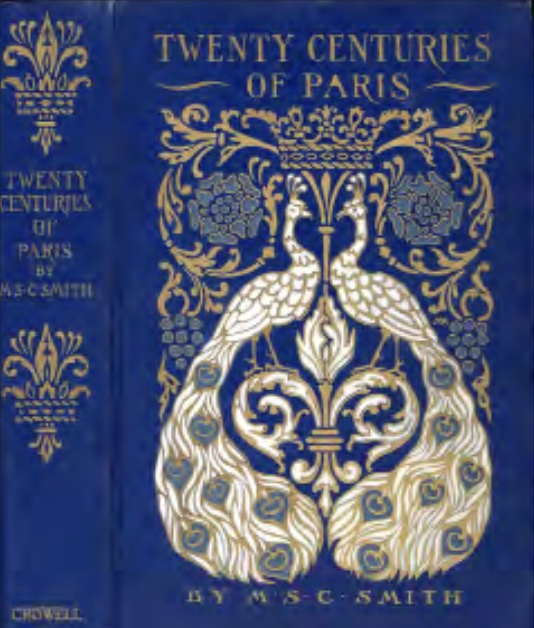 TWENTY
CENTURIES
OF
PARIS
BY
M·S·C·SMITH
CROWELL
TWENTY CENTURIES
OF PARIS
BY M·S·C·SMITH